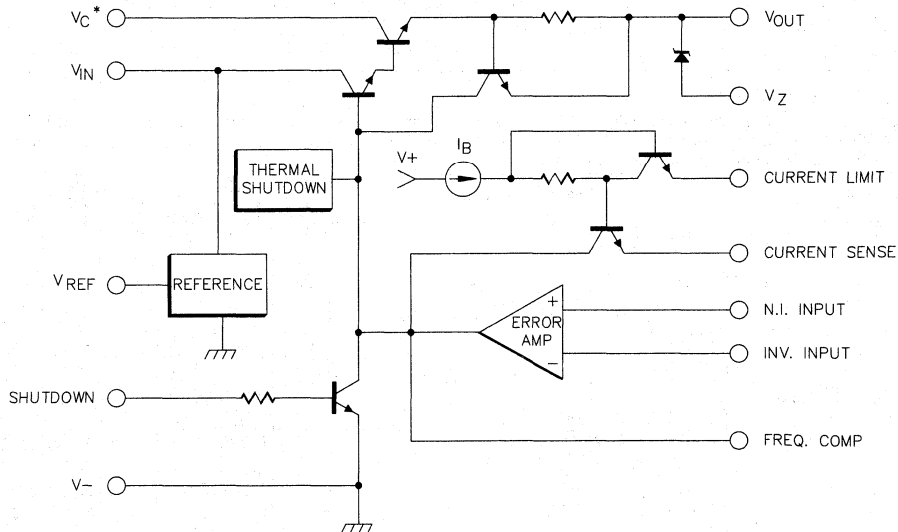 VC*
VOUT
VIN
VZ
IB
V+
THERMAL
SHUTDOWN
CURRENT LIMIT
CURRENT SENSE
VREF
REFERENCE
+
ERROR
AMP
−
N.I. INPUT
INV. INPUT
SHUTDOWN
FREQ. COMP
V−